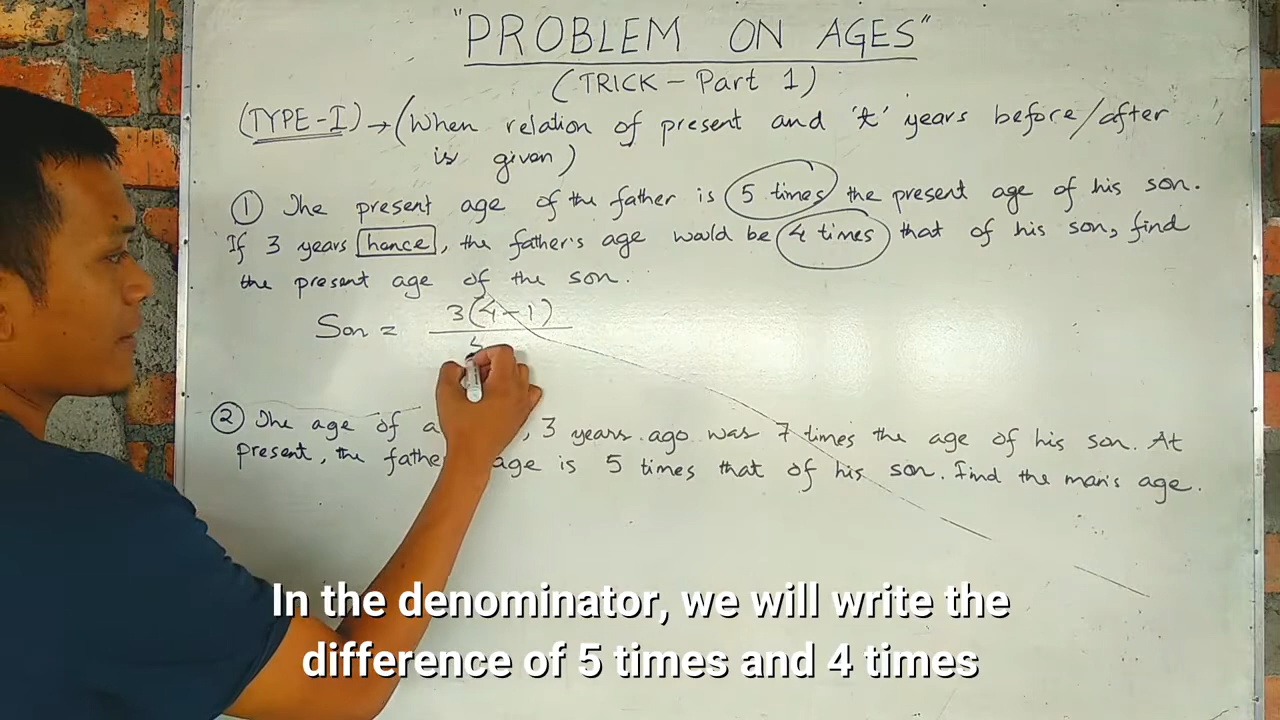 "PROBLEM ON AGES"
(TRICK - Part 1)
(TYPE-I) → (When relation of present and 't' years before/after
is given)
① The present age of the father is 5 times the present age of his son.
If 3 years hence, the father's age would be 4 times that of his son, find
the present age of the son.
Son = 3(4-1)
5
② The age of a , 3 years ago was 7 times the age of his son. At
present, the father age is 5 times that of his son. Find the man's age.
In the denominator, we will write the
difference of 5 times and 4 times